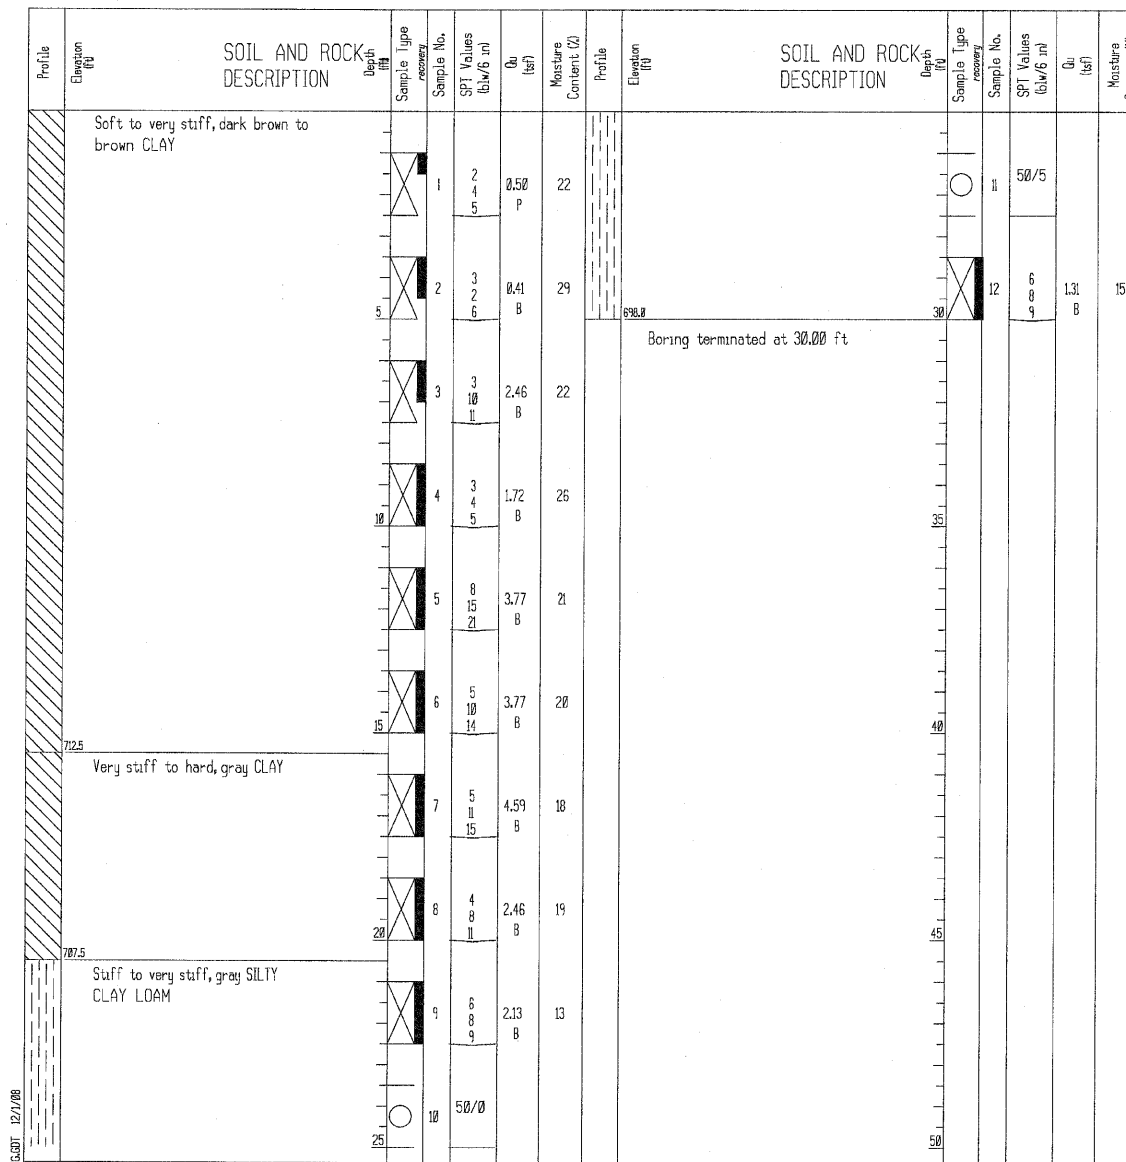 Profile
Elevation (ft)
SOIL AND ROCK
DESCRIPTION
Depth (ft)
Sample Type
recovery
Sample No.
SPT Values
(blw/6 in)
Qu
(tsf)
Moisture
Content (%)
Profile
Elevation (ft)
SOIL AND ROCK
DESCRIPTION
Depth (ft)
Sample Type
recovery
Sample No.
SPT Values
(blw/6 in)
Qu
(tsf)
Moisture
Soft to very stiff, dark brown to
brown CLAY
1
2
4
5
0.50
P
22
5
2
3
2
6
0.41
B
29
3
3
10
11
2.46
B
22
10
4
3
4
5
1.72
B
26
5
8
15
21
3.77
B
21
15
6
5
10
14
3.77
B
20
712.5
Very stiff to hard, gray CLAY
7
5
11
15
4.59
B
18
20
8
4
8
11
2.46
B
19
707.5
Stiff to very stiff, gray SILTY
CLAY LOAM
9
6
8
9
2.13
B
13
25
10
50/0
11
50/5
698.0
30
12
6
8
9
1.31
B
15
Boring terminated at 30.00 ft
35
40
45
50
G.GDT 12/1/08